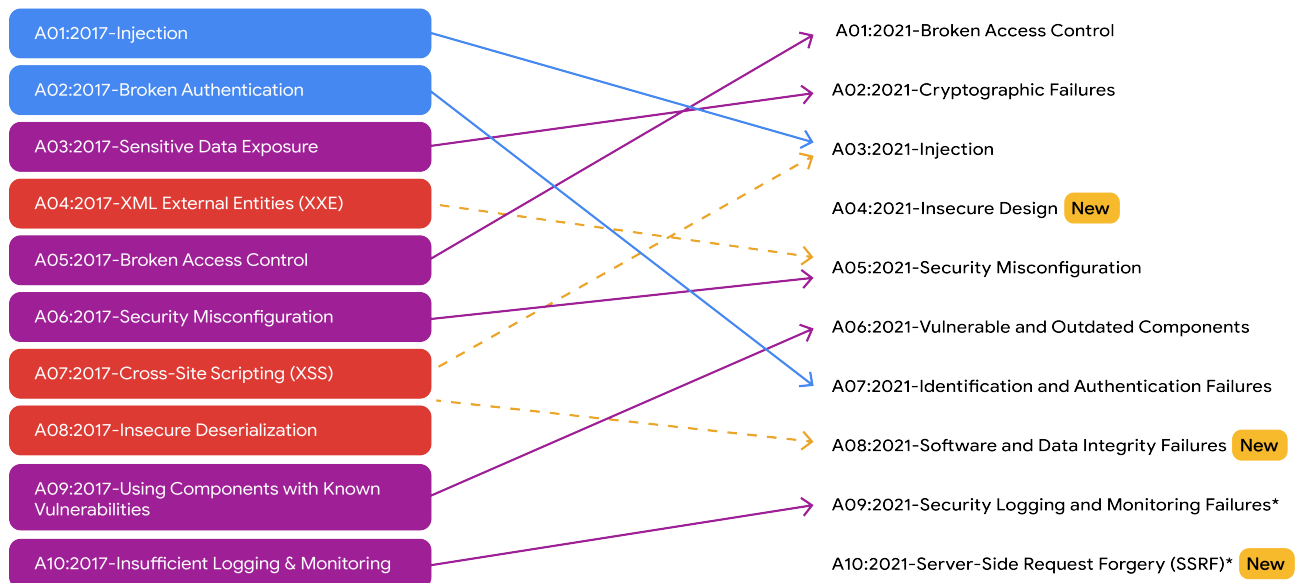 A01:2017-Injection
A02:2017-Broken Authentication
A03:2017-Sensitive Data Exposure
A04:2017-XML External Entities (XXE)
A05:2017-Broken Access Control
A06:2017-Security Misconfiguration
A07:2017-Cross-Site Scripting (XSS)
A08:2017-Insecure Deserialization
A09:2017-Using Components with Known
Vulnerabilities
A10:2017-Insufficient Logging & Monitoring
A01:2021-Broken Access Control
A02:2021-Cryptographic Failures
A03:2021-Injection
A04:2021-Insecure Design New
A05:2021-Security Misconfiguration
A06:2021-Vulnerable and Outdated Components
A07:2021-Identification and Authentication Failures
A08:2021-Software and Data Integrity Failures New
A09:2021-Security Logging and Monitoring Failures*
A10:2021-Server-Side Request Forgery (SSRF)* New